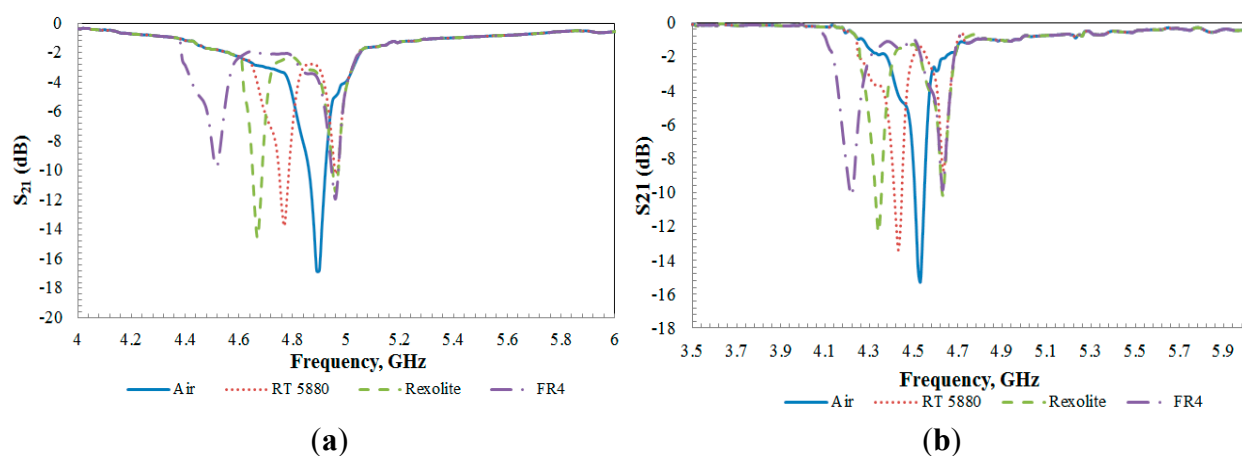 0
-2
-4
-6
-8
-10
-12
-14
-16
-18
-20
S21 (dB)
4 4.2 4.4 4.6 4.8 5 5.2 5.4 5.6 5.8 6
Frequency, GHz
Air RT 5880 Rexolite FR4
(a)
0
-2
-4
-6
-8
-10
-12
-14
-16
-18
S21 (dB)
3.5 3.7 3.9 4.1 4.3 4.5 4.7 4.9 5.1 5.3 5.5 5.7 5.9
Frequency, GHz
Air RT 5880 Rexolite FR4
(b)